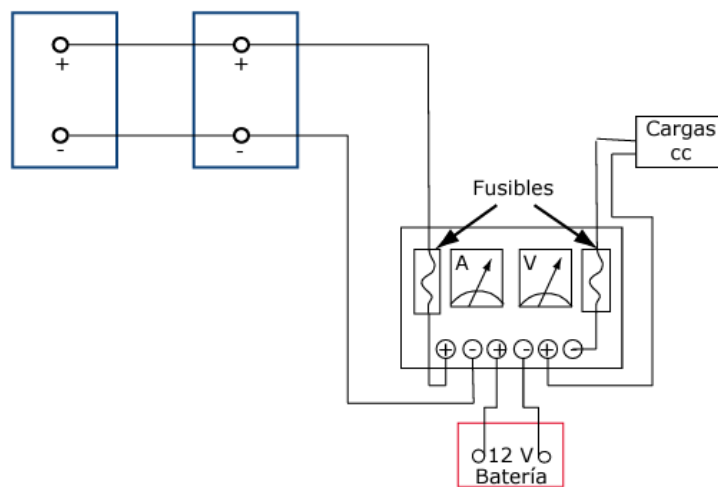 + +
- -
Cargas
cc
Fusibles
A V
+ - + - + -
12 V
Batería